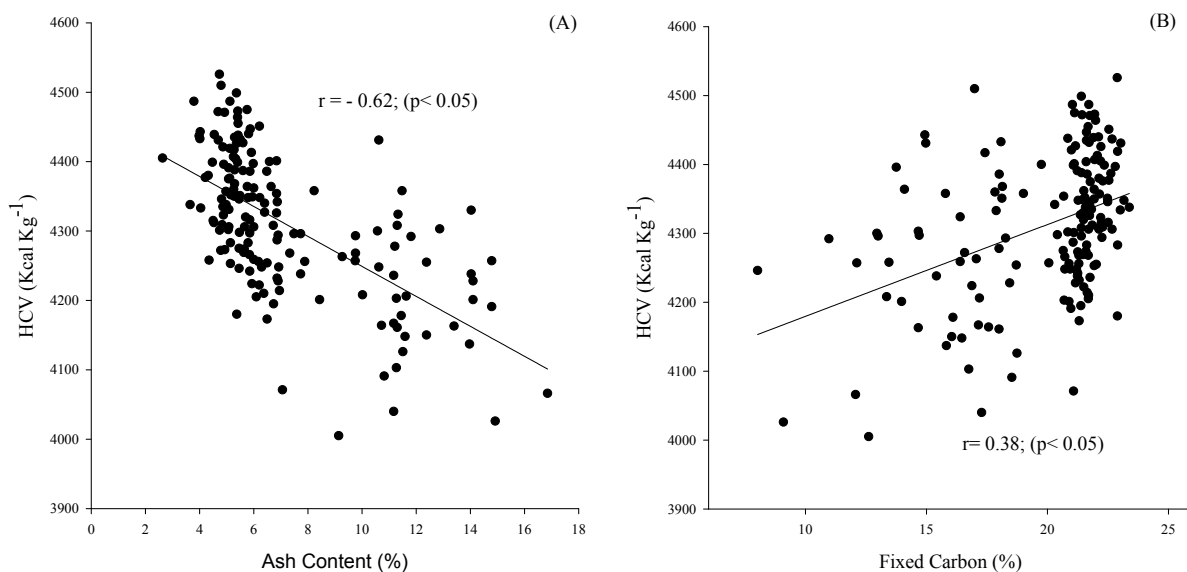 (A)
4600
4500
4400
4300
4200
4100
4000
3900
HCV (Kcal Kg-1)
r = - 0.62; (p< 0.05)
0 2 4 6 8 10 12 14 16 18
Ash Content (%)
(B)
4600
4500
4400
4300
4200
4100
4000
3900
HCV (Kcal Kg-1)
r= 0.38; (p< 0.05)
10 15 20 25
Fixed Carbon (%)